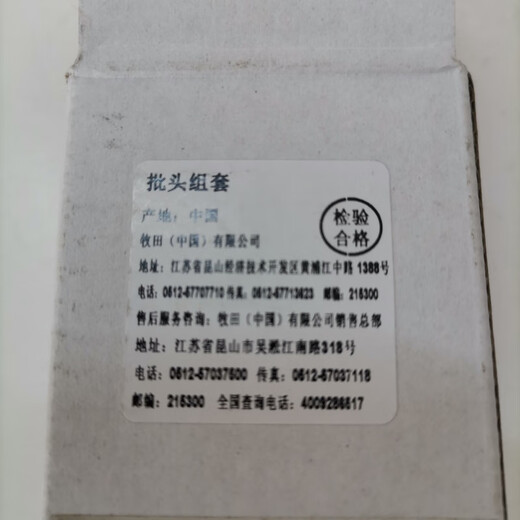 批头组套
产地：中国
检验
合格
牧田（中国）有限公司
地址：江苏省昆山经济技术开发区黄浦江中路1388号
电话：0512-57707710 传真：0512-57713623 邮编：215300
售后服务咨询：牧田（中国）有限公司销售总部
地址：江苏省昆山市吴淞江南路318号
电话：0512-57037600 传真：0512-57037118
邮编：215300 全国查询电话：4009286617